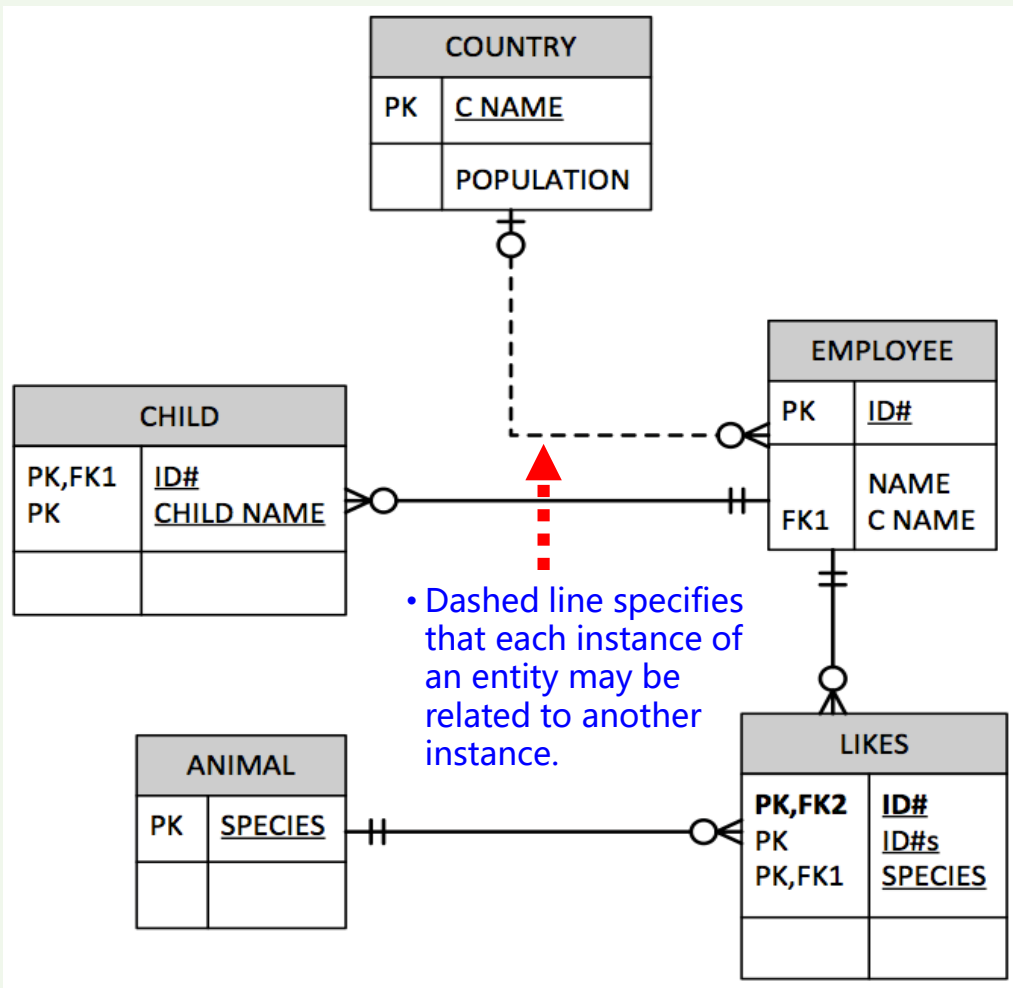 COUNTRY
PK C NAME
POPULATION
EMPLOYEE
PK ID#
NAME
FK1 C NAME
CHILD
PK,FK1 ID#
PK CHILD NAME
• Dashed line specifies
that each instance of
an entity may be
related to another
instance.
ANIMAL
PK SPECIES
LIKES
PK,FK2 ID#
PK ID#s
PK,FK1 SPECIES